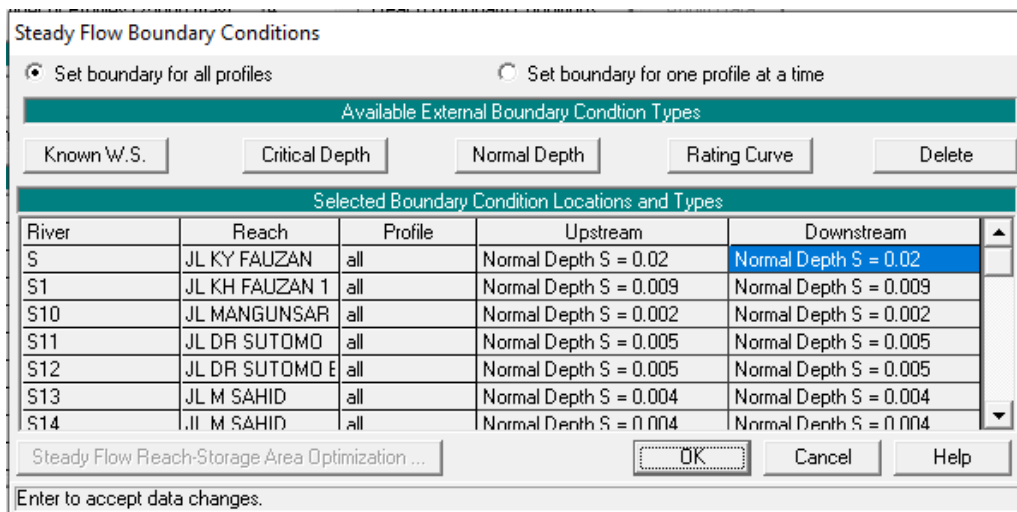 Steady Flow Boundary Conditions
Set boundary for all profiles Set boundary for one profile at a time
Available External Boundary Condtion Types
Known W.S. Critical Depth Normal Depth Rating Curve Delete
Selected Boundary Condition Locations and Types
River Reach Profile Upstream Downstream
S JL KY FAUZAN all Normal Depth S = 0.02 Normal Depth S = 0.02
S1 JL KH FAUZAN 1 all Normal Depth S = 0.009 Normal Depth S = 0.009
S10 JL MANGUNSAR all Normal Depth S = 0.002 Normal Depth S = 0.002
S11 JL DR SUTOMO all Normal Depth S = 0.005 Normal Depth S = 0.005
S12 JL DR SUTOMO E all Normal Depth S = 0.005 Normal Depth S = 0.005
S13 JL M SAHID all Normal Depth S = 0.004 Normal Depth S = 0.004
S14 JL M SAHID all Normal Depth S = 0.004 Normal Depth S = 0.004
Steady Flow Reach-Storage Area Optimization ... OK Cancel Help
Enter to accept data changes.